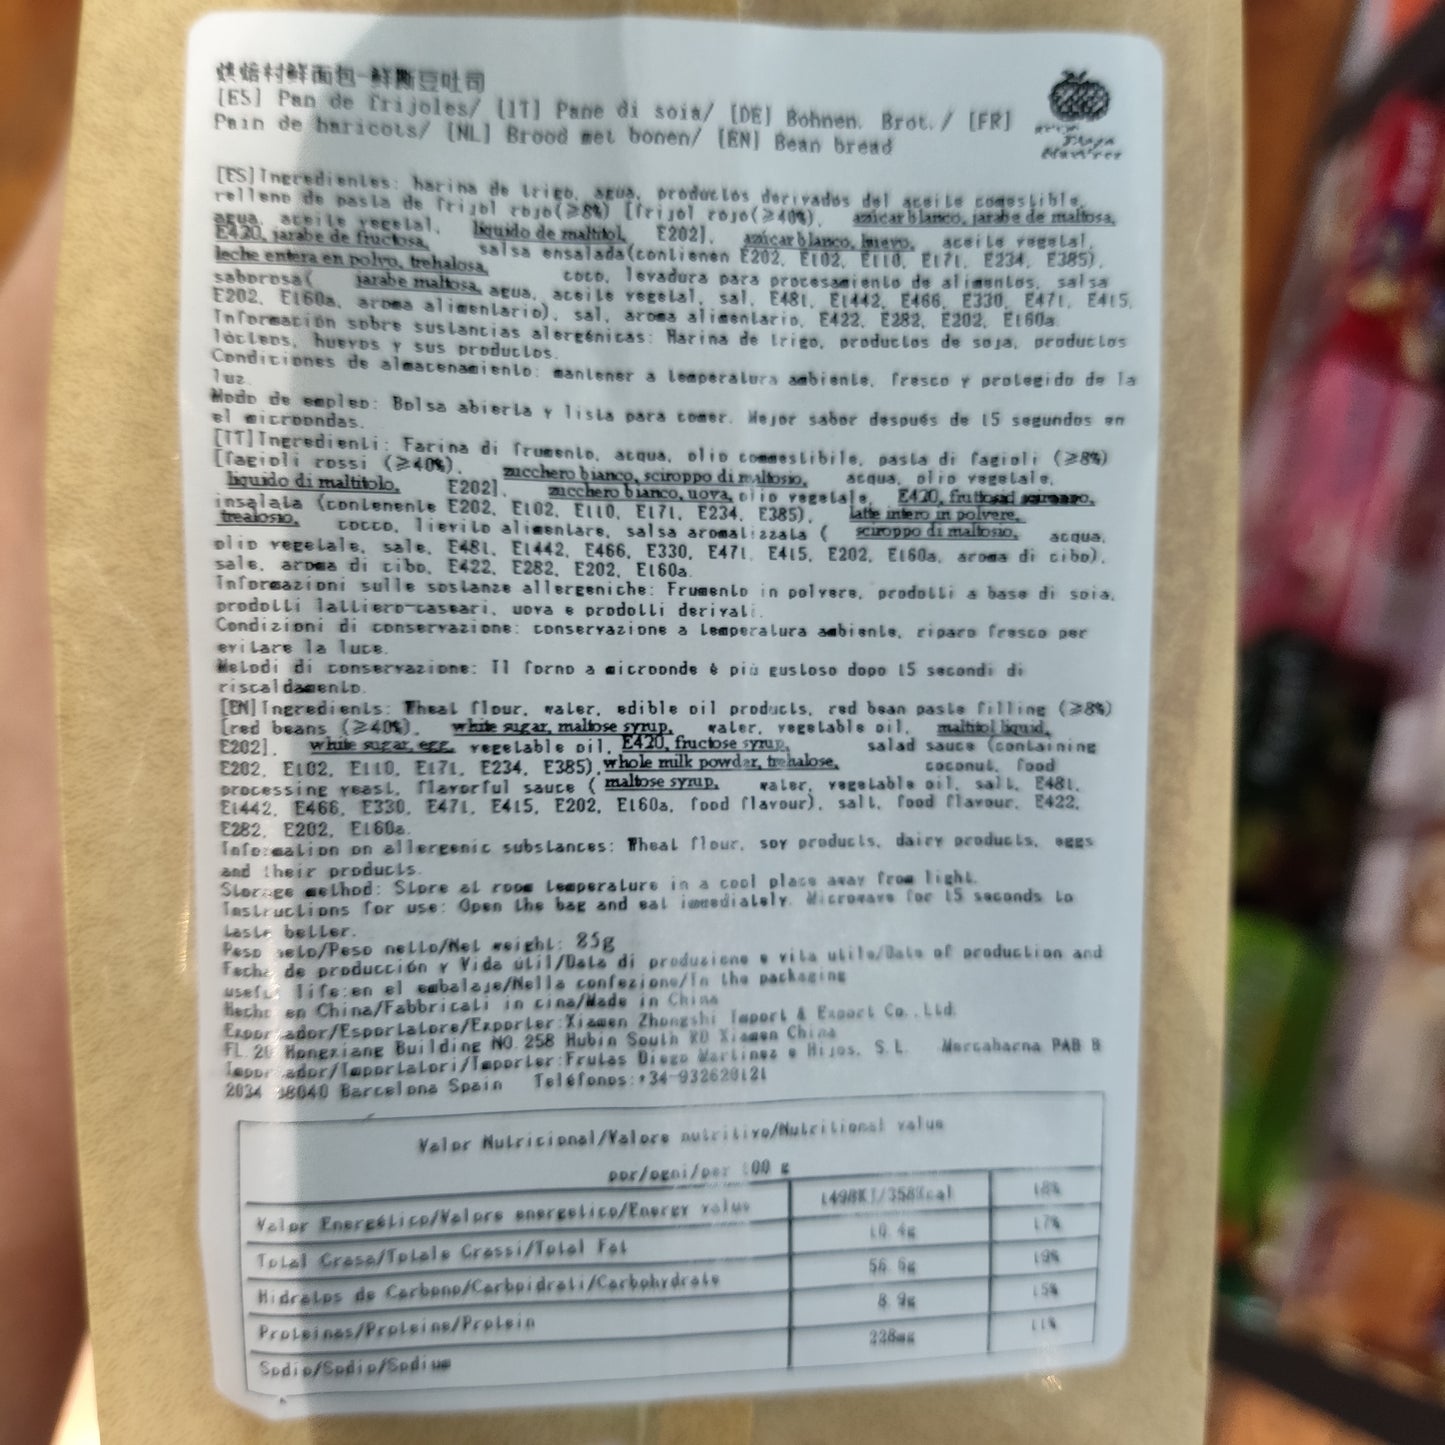 烘焙村鲜面包-鲜撕豆吐司
[ES] Pan de frijoles/ [IT] Pane di soia/ [DE] Bohnen. Brot./ [FR]
Pain de haricots/ [NL] Brood met bonen/ [EN] Bean bread
[ES]Ingredientes: harina de trigo, agua, productos derivados del aceite comestible,
relleno de pasta de frijol rojo(≥8%) [frijol rojo(≥40%), azúcar blanco, jarabe de maltosa,
agua, aceite vegetal, liquido de maltitol, E202], azúcar blanco, huevo, aceite vegetal,
E420, jarabe de fructosa, salsa ensalada(contienen E202, E102, E110, E171, E234, E385),
leche entera en polvo, trehalosa, coco, levadura para procesamiento de alimentos, salsa
saborosa( jarabe maltosa, agua, aceite vegetal, sal, E481, E1442, E466, E330, E471, E415,
E202, E160a, aroma alimentario), sal, aroma alimentario, E422, E282, E202, E160a
Información sobre sustancias alergénicas: Harina de trigo, productos de soja, productos
lócteos, huevos y sus productos.
Condiciones de almacenamiento: mantener a temperatura ambiente, fresco y protegido de la
luz.
Modo de empleo: Bolsa abierta y lista para comer. Mejor sabor después de 15 segundos en
el microondas.
[IT]Ingredienti: Farina di frumento, acqua, olio commestibile, pasta di fagioli (≥8%)
[fagioli rossi (≥40%), zucchero bianco, sciroppo di maltosio, acqua, olio vegetale,
liquido di maltitolo, E202], zucchero bianco, uova, olio vegetale, E420,
insalata (contenente E202, E102, E110, E171, E234, E385), latte intero in polvere,
trealosio, cocco, lievito alimentare, salsa aromatizzata ( sciroppo di maltosio, acqua,
olio vegetale, sale, E481, E1442, E466, E330, E471, E415, E202, E160a, aroma di cibo),
sale, aroma di cibo, E422, E282, E202, E160a
Informazioni sulle sostanze allergeniche: Frumento in polvere, prodotti a base di soia,
prodotti lattiero-caseari, uova e prodotti derivati.
Condizioni di conservazione: conservazione a temperatura ambiente, riparo fresco per
evitare la luce.
Metodi di conservazione: Il forno a microonde è più gustoso dopo 15 secondi di
riscaldamento.
[EN]Ingredients: Wheat flour, water, edible oil products, red bean paste filling (≥8%)
[red beans (≥40%), white sugar, maltose syrup, water, vegetable oil, maltitol liquid,
E202], white sugar, egg, vegetable oil, E420, fructose syrup, salad sauce (containing
E202, E102, E110, E171, E234, E385), whole milk powder, trehalose, coconut, food
processing yeast, flavorful sauce ( maltose syrup, water, vegetable oil, salt, E481,
E1442, E466, E330, E471, E415, E202, E160a, food flavour), salt, food flavour, E422,
E282, E202, E160a
Information on allergenic substances: Wheat flour, soy products, dairy products, eggs
and their products.
Storage method: Store at room temperature in a cool place away from light.
Instructions for use: Open the bag and eat immediately. Microwave for 15 seconds to
taste better.
Peso neto/Peso netto/Net weight: 85g
Fecha de producción y Vida útil/Data di produzione e vita utile/Date of production and
useful life:en el embalaje/Nella confezione/In the packaging
Hecho en China/Fabbricati in cina/Made in China
Exportador/Esportatore/Exporter:Xiamen Zhongshi Import & Export Co.,Ltd.
FL.20 Hongxiang Building NO.258 Hubin South RD Xiamen China
Importador/Importatori/Importer:Frutas Diego Martinez e Hijos, S.L. Mercabarna PAB B
2034 08040 Barcelona Spain Teléfonos:+34-932620121
Valor Nutricional/Valore nutritivo/Nutritional value
por/ogni/per 100 g
Valor Energético/Valore energetico/Energy value 1498KJ/358Kcal 18%
Total Grasa/Totale Grassi/Total Fat 10.4g 17%
Hidratos de Carbono/Carboidrati/Carbohydrate 56.6g 19%
Proteinas/Proteine/Protein 8.9g 15%
Sodio/Sodio/Sodium 228mg 11%